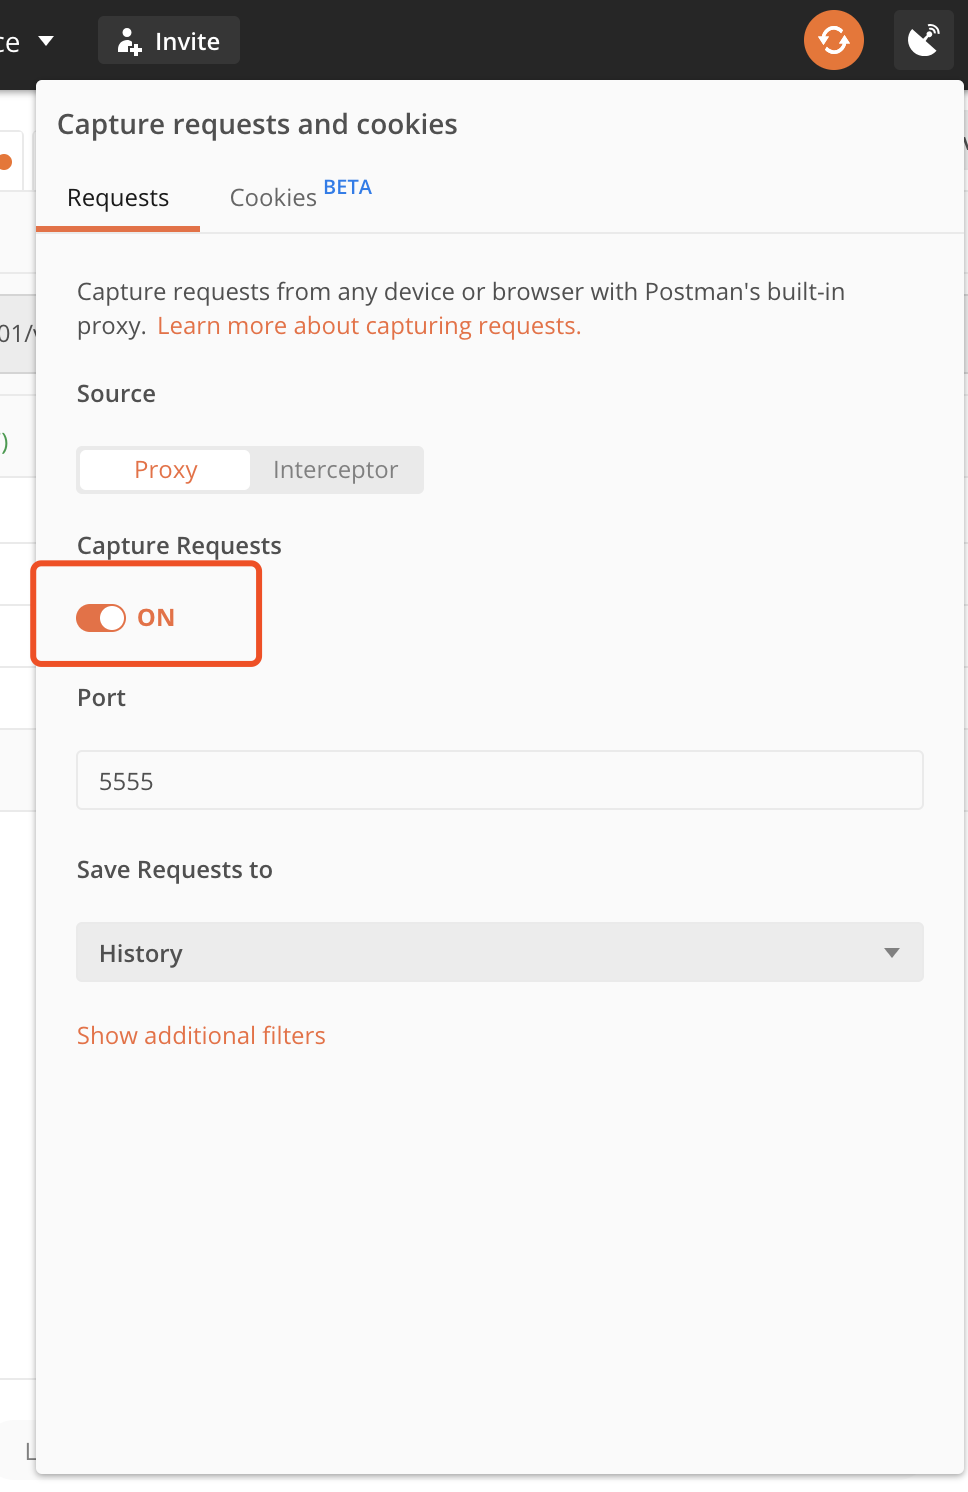 ce
Invite
Capture requests and cookies
Requests
Cookies BETA
Capture requests from any device or browser with Postman's built-in
proxy. Learn more about capturing requests.
01/v
Source
)
Proxy
Interceptor
Capture Requests
ON
Port
5555
Save Requests to
History
Show additional filters
L